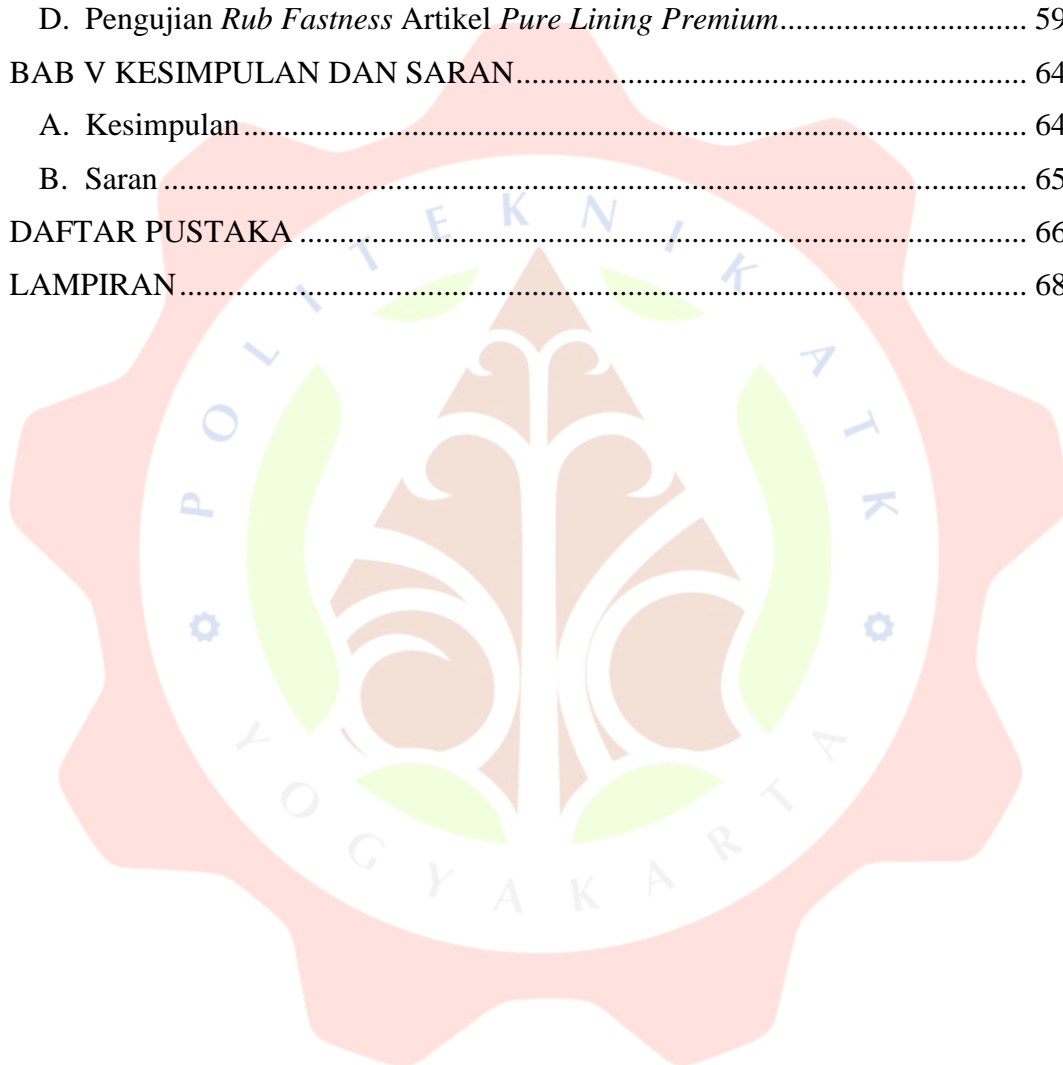 D. Pengujian Rub Fastness Artikel Pure Lining Premium.............................. 59
BAB V KESIMPULAN DAN SARAN............................................................... 64
A. Kesimpulan................................................................................................. 64
B. Saran........................................................................................................... 65
DAFTAR PUSTAKA......................................................................................... 66
LAMPIRAN....................................................................................................... 68
POLITEKNIK ATK
YOGYAKARTA